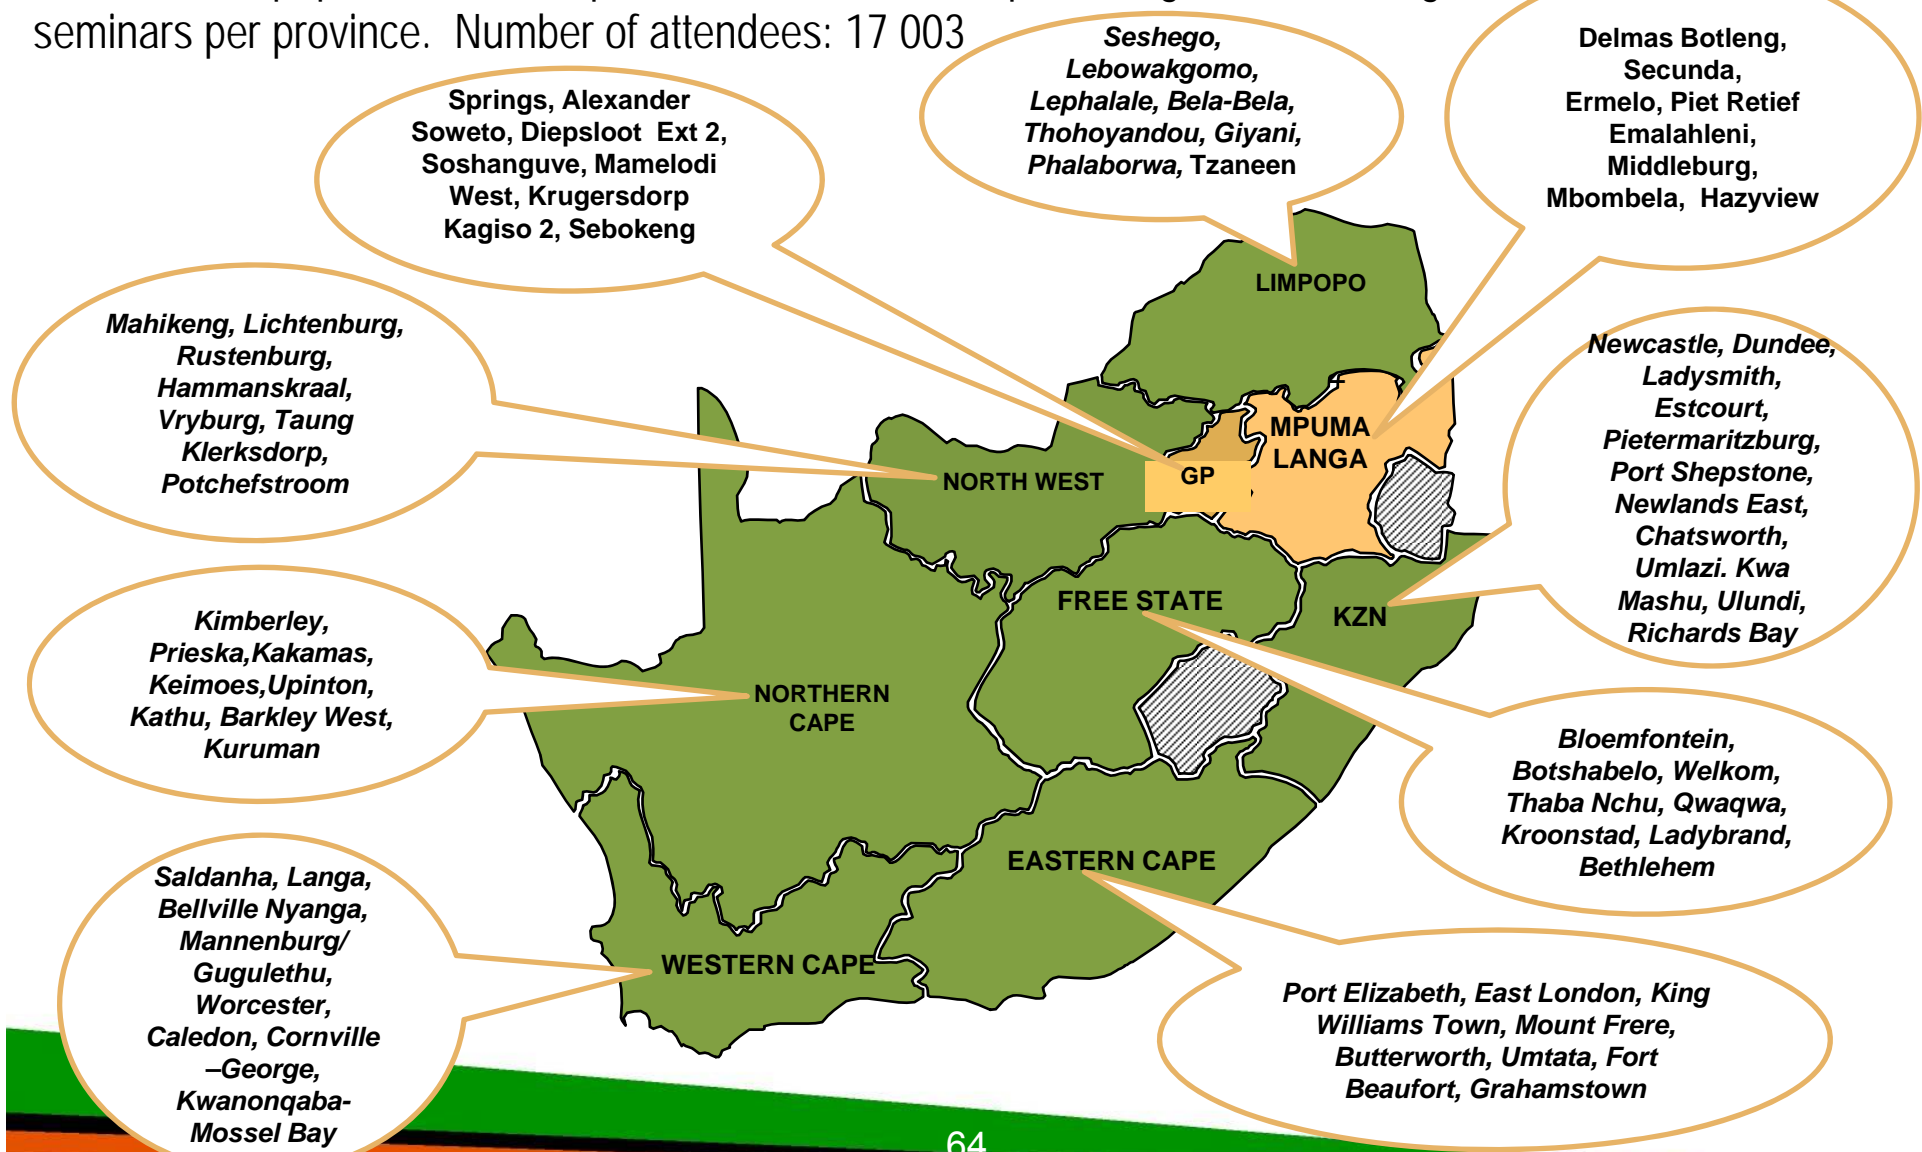 seminars per province. Number of attendees: 17 003
Springs, Alexander
Soweto, Diepsloot Ext 2,
Soshanguve, Mamelodi
West, Krugersdorp
Kagiso 2, Sebokeng
Seshego,
Lebowakgomo,
Lephalale, Bela-Bela,
Thohoyandou, Giyani,
Phalaborwa, Tzaneen
Delmas Botleng,
Secunda,
Ermelo, Piet Retief
Emalahleni,
Middleburg,
Mbombela, Hazyview
Mahikeng, Lichtenburg,
Rustenburg,
Hammanskraal,
Vryburg, Taung
Klerksdorp,
Potchefstroom
Newcastle, Dundee,
Ladysmith,
Estcourt,
Pietermaritzburg,
Port Shepstone,
Newlands East,
Chatsworth,
Umlazi. Kwa
Mashu, Ulundi,
Richards Bay
LIMPOPO
MPUMA
LANGA
GP
NORTH WEST
FREE STATE
KZN
NORTHERN
CAPE
EASTERN CAPE
WESTERN CAPE
Kimberley,
Prieska,Kakamas,
Keimoes,Upinton,
Kathu, Barkley West,
Kuruman
Bloemfontein,
Botshabelo, Welkom,
Thaba Nchu, Qwaqwa,
Kroonstad, Ladybrand,
Bethlehem
Saldanha, Langa,
Bellville Nyanga,
Mannenburg/
Gugulethu,
Worcester,
Caledon, Cornville
–George,
Kwanonqaba-
Mossel Bay
Port Elizabeth, East London, King
Williams Town, Mount Frere,
Butterworth, Umtata, Fort
Beaufort, Grahamstown
64